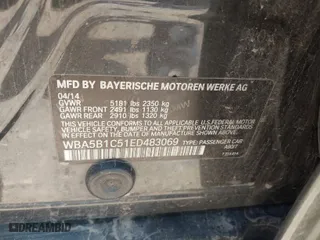 MFD BY BAYERISCHE MOTOREN WERKE AG
04/14
GVWR 5181 lbs 2350 kg
GAWR FRONT 2491 lbs 1130 kg
GAWR REAR 2910 lbs 1320 kg
THIS VEHICLE CONFORMS TO ALL APPLICABLE FEDERAL MOTOR VEHICLE SAFETY, BUMPER, AND THEFT PREVENTION STANDARDS IN EFFECT ON THE DATE OF MANUFACTURE SHOWN ABOVE.
WBA5B1C51ED483069 TYPE: PASSENGER CAR